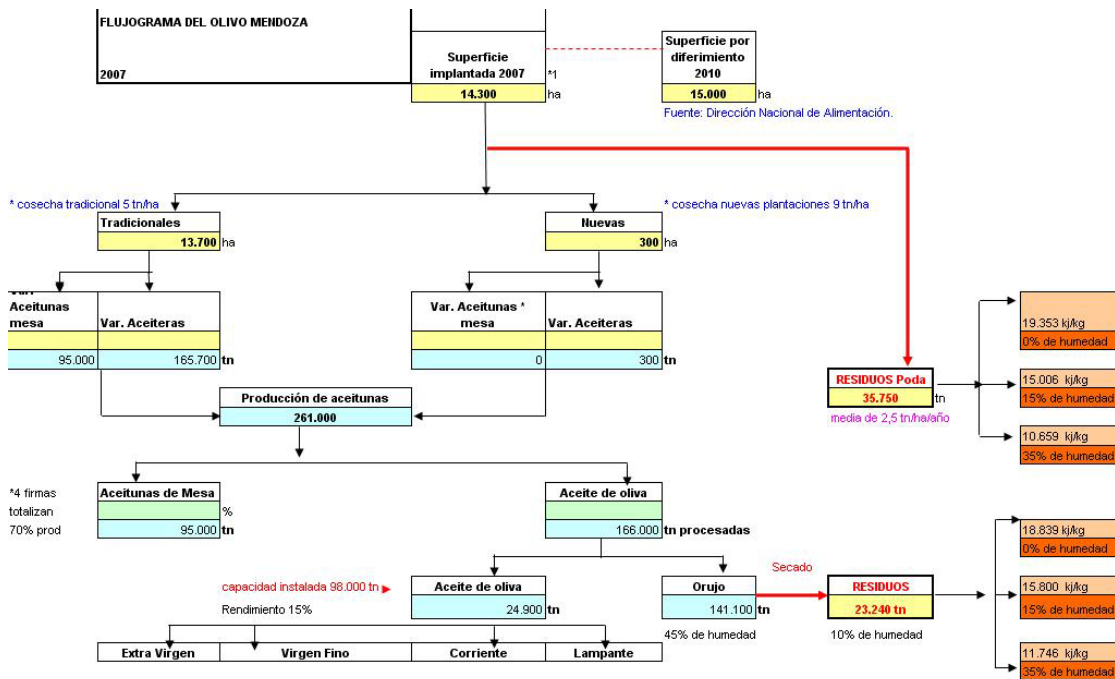 FLUJOGRAMA DEL OLIVO MENDOZA
2007
Superficie
implantada 2007 *1
14.300 ha
Superficie por
diferimiento
2010
15.000 ha
Fuente: Dirección Nacional de Alimentación.
* cosecha tradicional 5 tn/ha
* cosecha nuevas plantaciones 9 tn/ha
Tradicionales
13.700 ha
Nuevas
300 ha
Aceitunas
mesa
Var. Aceiteras
95.000
165.700 tn
Var. Aceitunas *
mesa
Var. Aceiteras
0
300 tn
Producción de aceitunas
261.000
RESIDUOS Poda
35.750 tn
media de 2,5 tn/ha/año
19.353 kj/kg
0% de humedad
15.006 kj/kg
15% de humedad
10.659 kj/kg
35% de humedad
*4 firmas
totalizan
70% prod
Aceitunas de Mesa
%
95.000 tn
Aceite de oliva
166.000 tn procesadas
capacidad instalada 98.000 tn
Rendimiento 15%
Aceite de oliva
24.900 tn
Orujo
141.100 tn
45% de humedad
Secado
RESIDUOS
23.240 tn
10% de humedad
18.839 kj/kg
0% de humedad
15.800 kj/kg
15% de humedad
11.746 kj/kg
35% de humedad
Extra Virgen
Virgen Fino
Corriente
Lampante